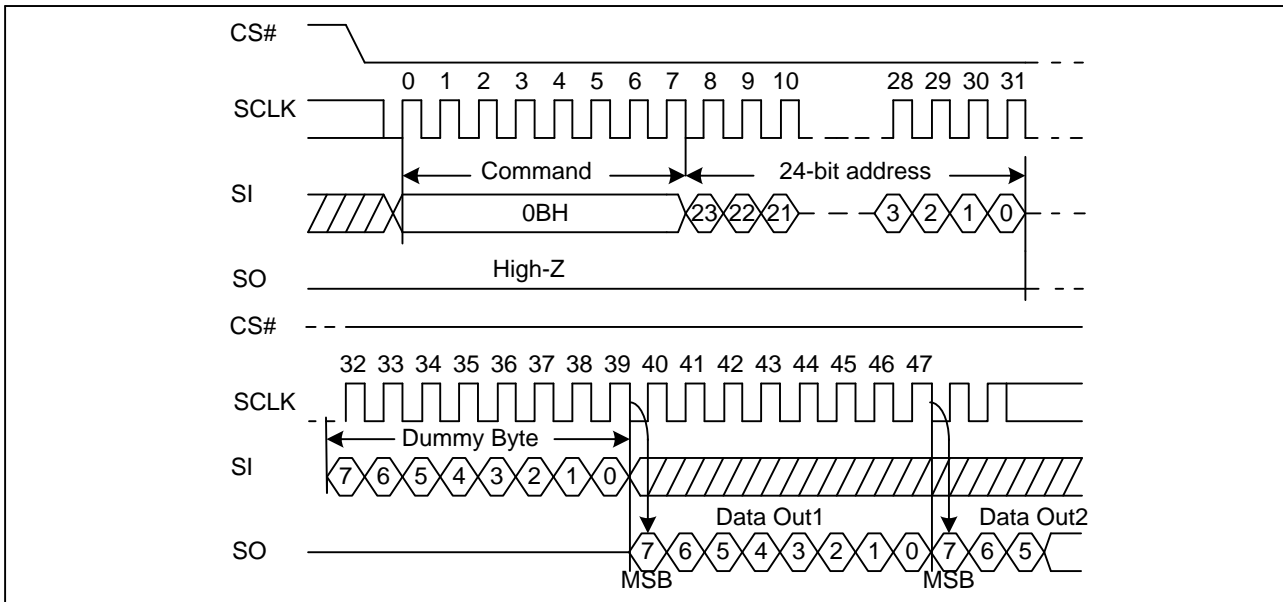 CS#
0 1 2 3 4 5 6 7 8 9 10 28 29 30 31
SCLK
Command 24-bit address
SI
0BH 23 22 21 3 2 1 0
High-Z
SO
CS#
32 33 34 35 36 37 38 39 40 41 42 43 44 45 46 47
SCLK
Dummy Byte
SI
7 6 5 4 3 2 1 0
Data Out1 Data Out2
SO
7 6 5 4 3 2 1 0 7 6 5
MSB MSB